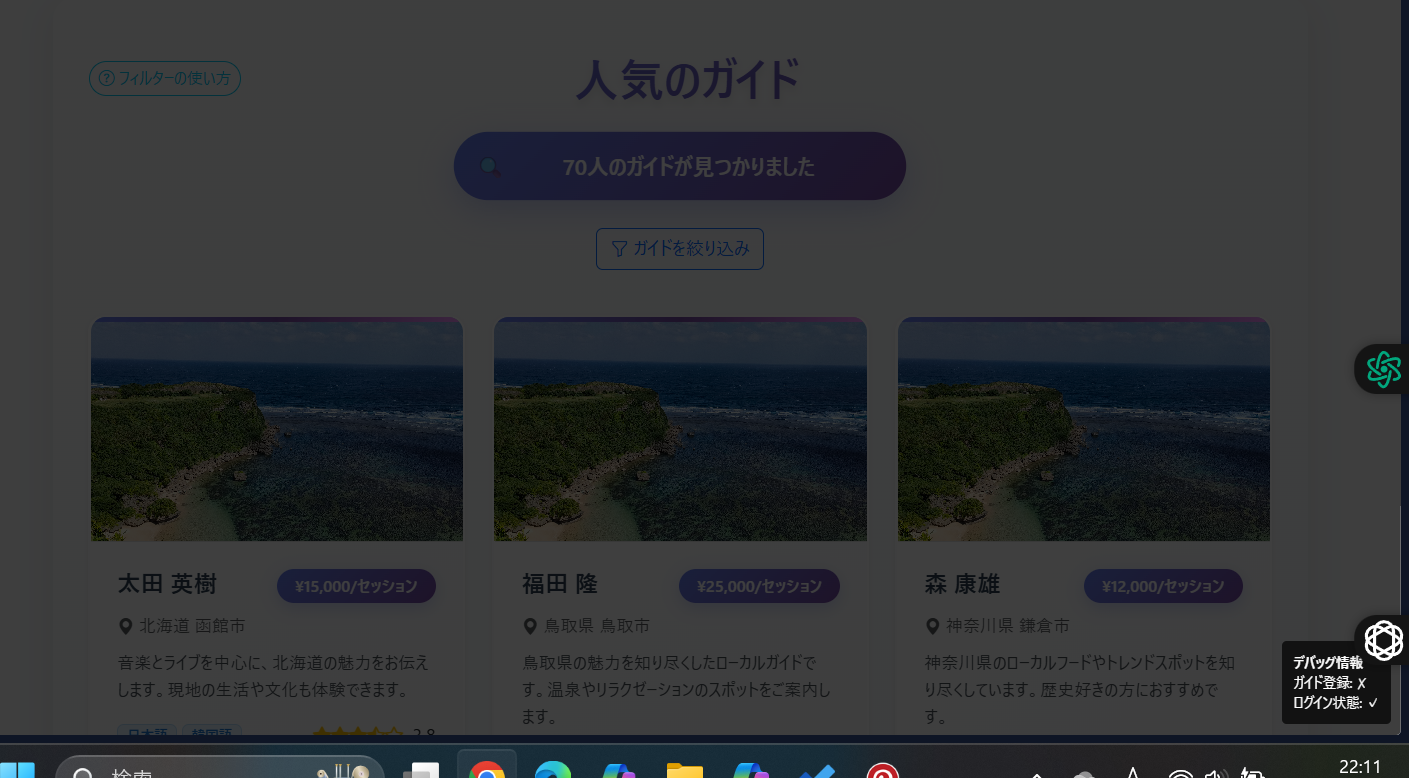 フィルターの使い方
人気のガイド
70人のガイドが見つかりました
ガイドを絞り込み
太田 英樹
¥15,000/セッション
北海道 函館市
音楽とライブを中心に、北海道の魅力をお伝え
します。現地の生活や文化も体験できます。
日本語 韓国語
2.8
福田 隆
¥25,000/セッション
鳥取県 鳥取市
鳥取県の魅力を知り尽くしたローカルガイドで
す。温泉やリラクゼーションのスポットをご案内し
ます。
森 康雄
¥12,000/セッション
神奈川県 鎌倉市
神奈川県のローカルフードやトレンドスポットを知
り尽くしています。歴史好きの方におすすめで
す。
デバッグ情報
ガイド登録: ✗
ログイン状態: ✓
検索
22:11